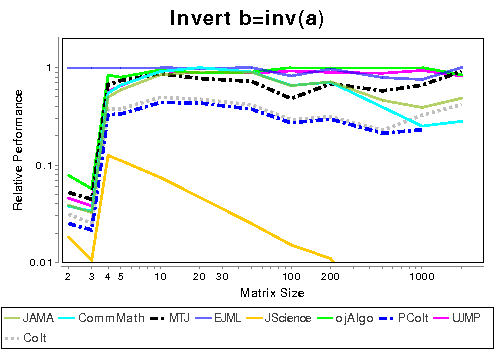 Invert b=inv(a)
Relative Performance
1
0.1
0.01
2 3 4 5 10 20 30 100 200 1000
Matrix Size
JAMA CommMath MTJ EJML JScience ojAlgo PColt UJMP
Colt